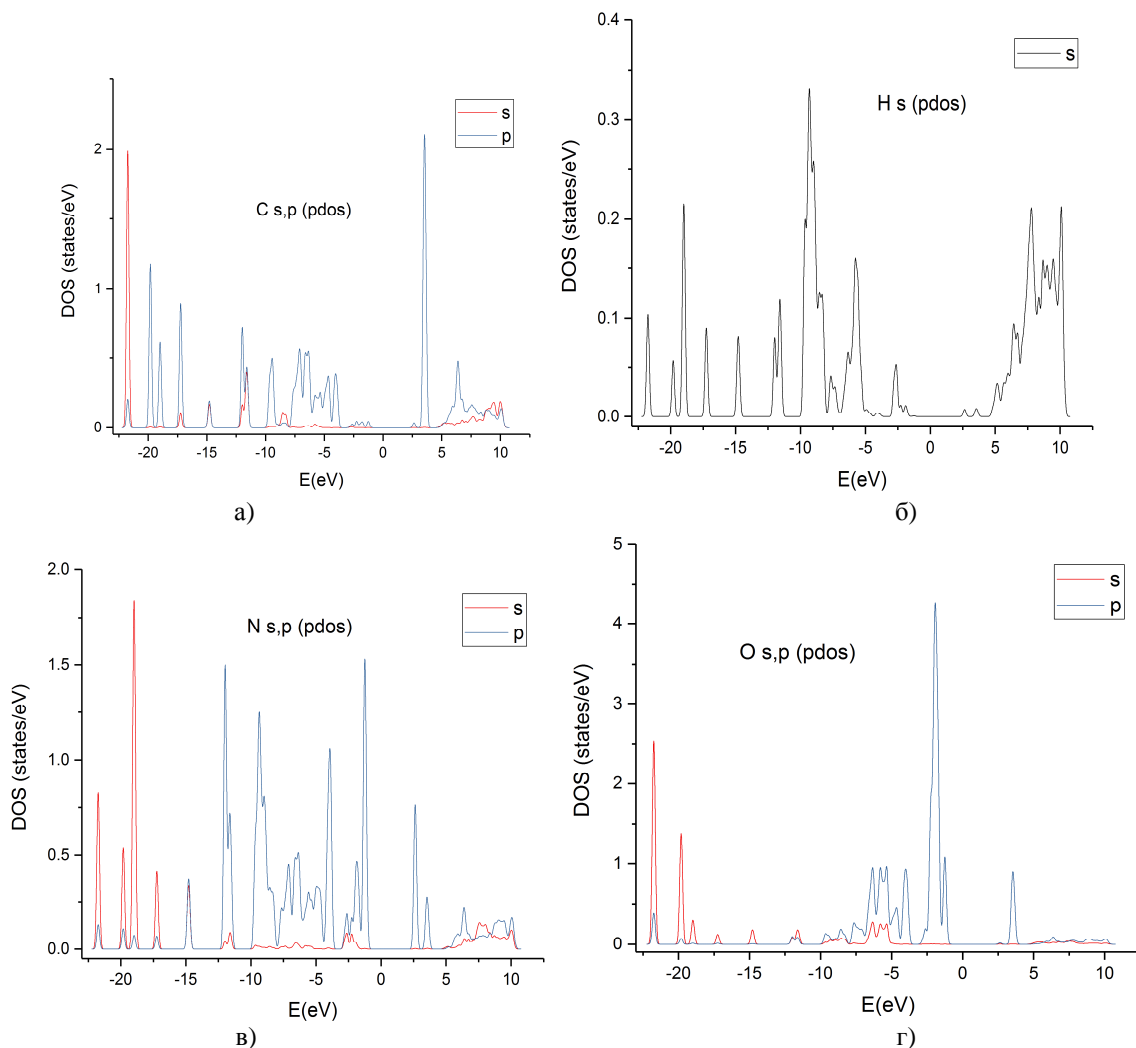 DOS (states/eV)
2
1
0
s
p
C s,p (pdos)
-20
-15
-10
-5
0
5
10
E(eV)
а)
DOS (states/eV)
0.4
0.3
0.2
0.1
0.0
s
H s (pdos)
-20
-15
-10
-5
0
5
10
E(eV)
б)
DOS (states/eV)
2.0
1.5
1.0
0.5
0.0
s
p
N s,p (pdos)
-20
-15
-10
-5
0
5
10
E(eV)
в)
DOS (states/eV)
5
4
3
2
1
0
s
p
O s,p (pdos)
-20
-15
-10
-5
0
5
10
E(eV)
г)